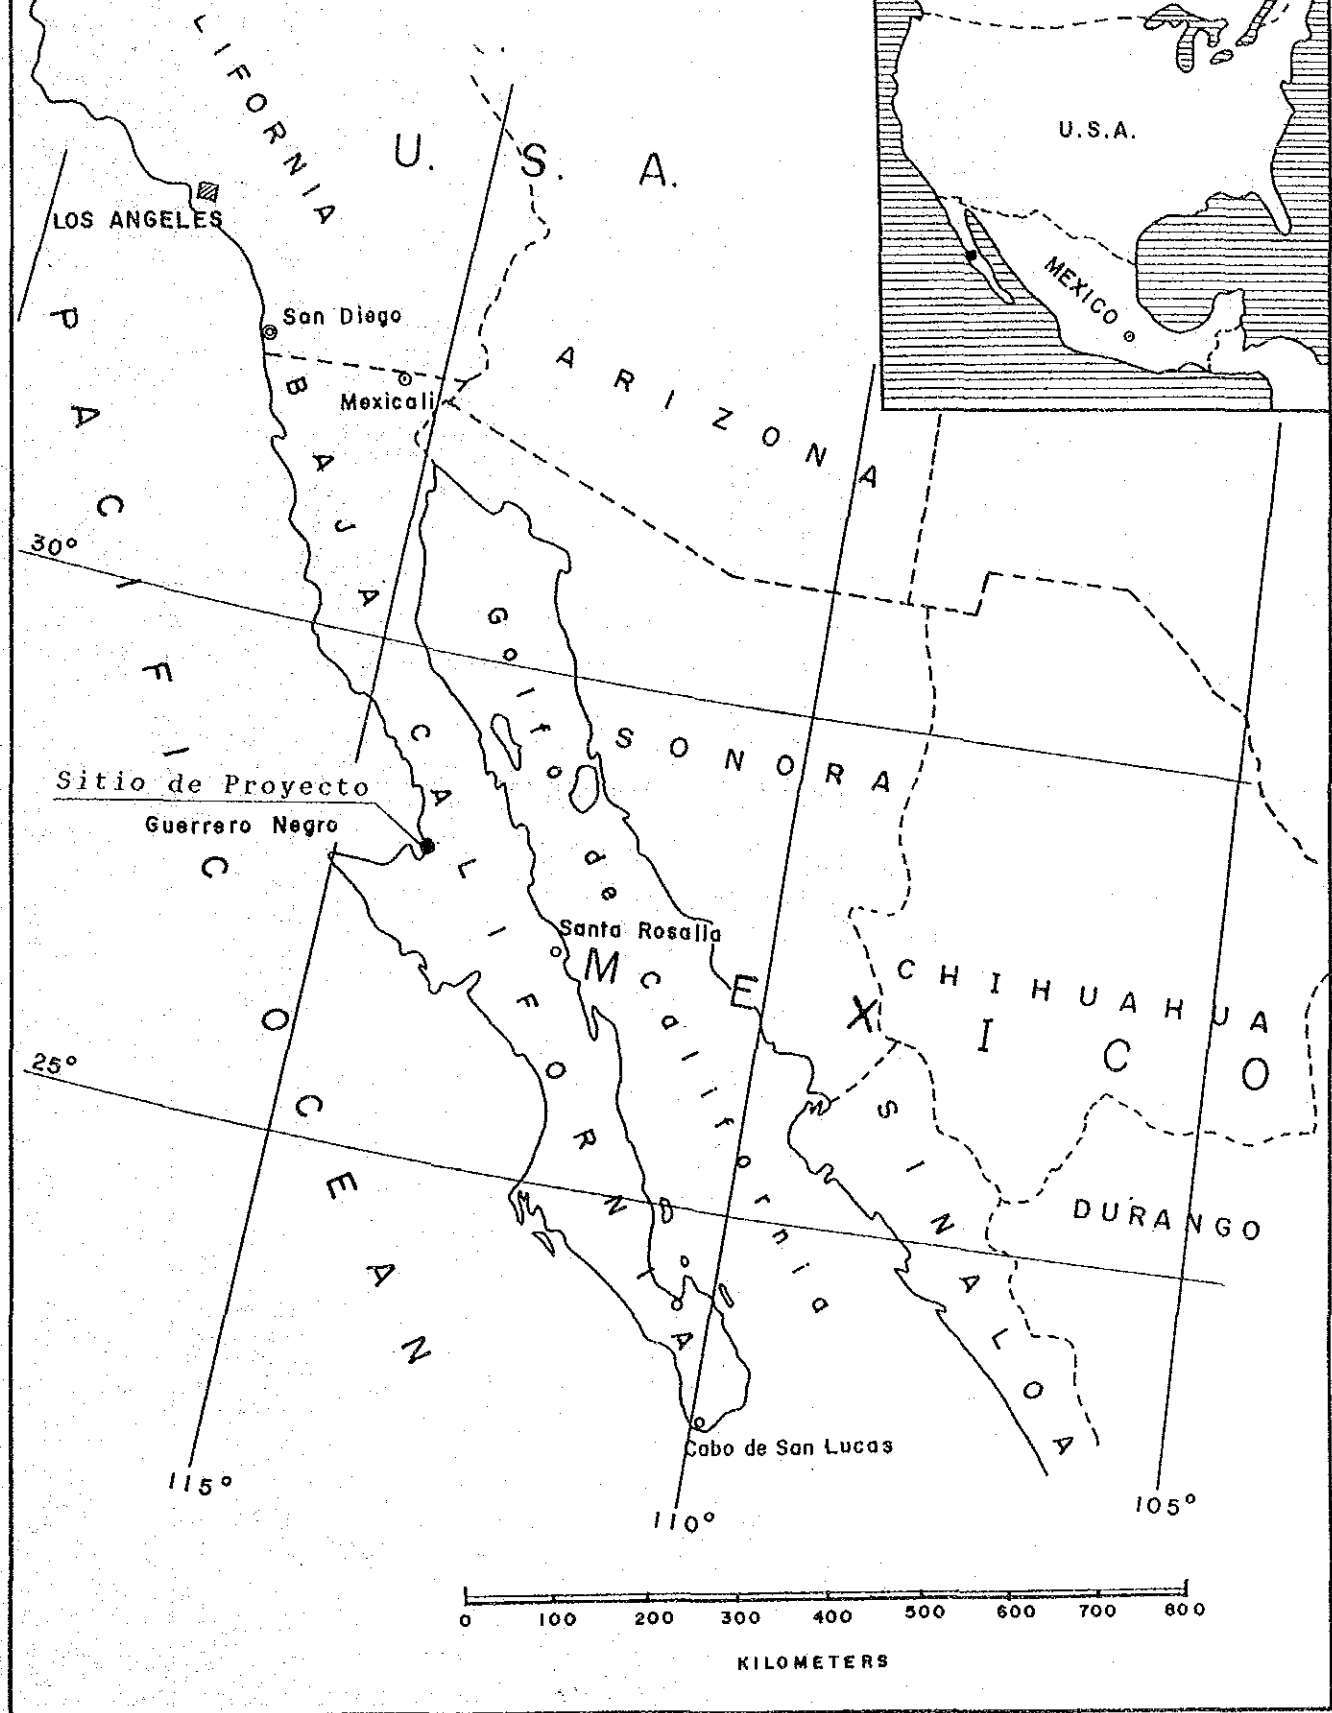 LIFORNIA
U. S. A.
LOS ANGELES
San Diego
Mexicali
ARIZONA
U.S.A.
MEXICO
PACIFIC OCEAN
BAJA CALIFORNIA
30°
Golfo de California
SONORA
Sitio de Proyecto
Guerrero Negro
Santa Rosalia
MEXICO
CHIHUAHUA
25°
SINALOA
DURANGO
Cabo de San Lucas
115°
110°
105°
0 100 200 300 400 500 600 700 800
KILOMETERS